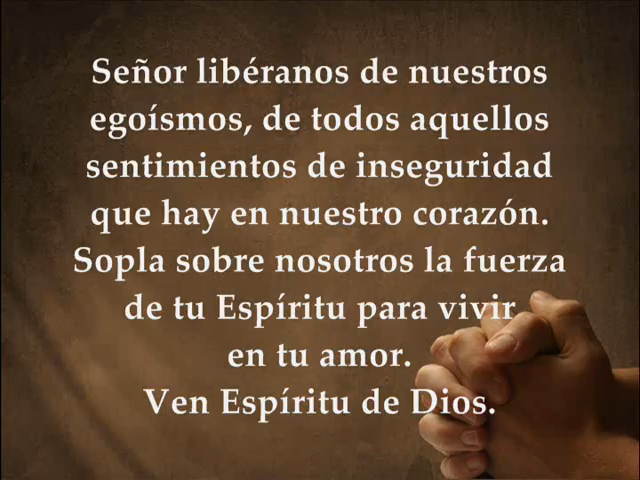 Señor libéranos de nuestros
egoísmos, de todos aquellos
sentimientos de inseguridad
que hay en nuestro corazón.
Sopla sobre nosotros la fuerza
de tu Espíritu para vivir
en tu amor.
Ven Espíritu de Dios.